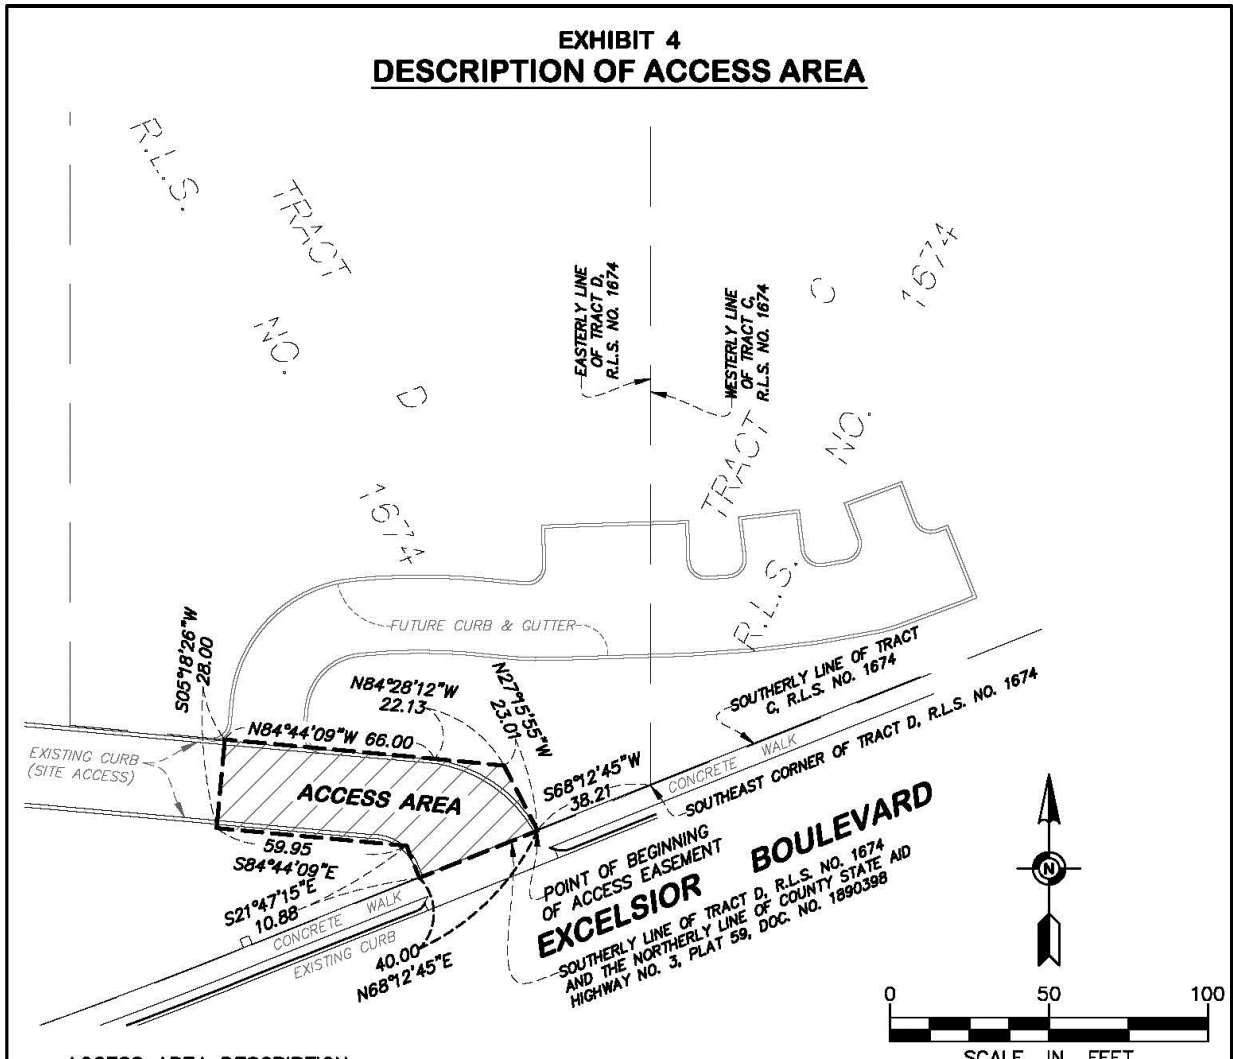 EXHIBIT 4
DESCRIPTION OF ACCESS AREA
R.L.S.
TRACT
NO.
D
1674
C
1674
TRACT
NO.
R.L.S.
EASTERLY LINE
OF TRACT D,
R.L.S. NO. 1674
WESTERLY LINE
OF TRACT C,
R.L.S. NO. 1674
FUTURE CURB & GUTTER
S05°18'26"W
28.00
N84°28'12"W
22.13
N27°15'55"W
23.01
N84°44'09"W 66.00
EXISTING CURB
(SITE ACCESS)
ACCESS AREA
S68°12'45"W
38.21
SOUTHERLY LINE OF TRACT
C, R.L.S. NO. 1674
CONCRETE WALK
SOUTHEAST CORNER OF TRACT D, R.L.S. NO. 1674
59.95
S84°44'09"E
S21°47'15"E
10.88
CONCRETE WALK
EXISTING CURB
40.00
N68°12'45"E
POINT OF BEGINNING
OF ACCESS EASEMENT
EXCELSIOR BOULEVARD
SOUTHERLY LINE OF TRACT D, R.L.S. NO. 1674
AND THE NORTHERLY LINE OF COUNTY STATE AID
HIGHWAY NO. 3, PLAT 59, DOC. NO. 1890398
N
0 50 100
SCALE IN FEET
ACCESS AREA DESCRIPTION